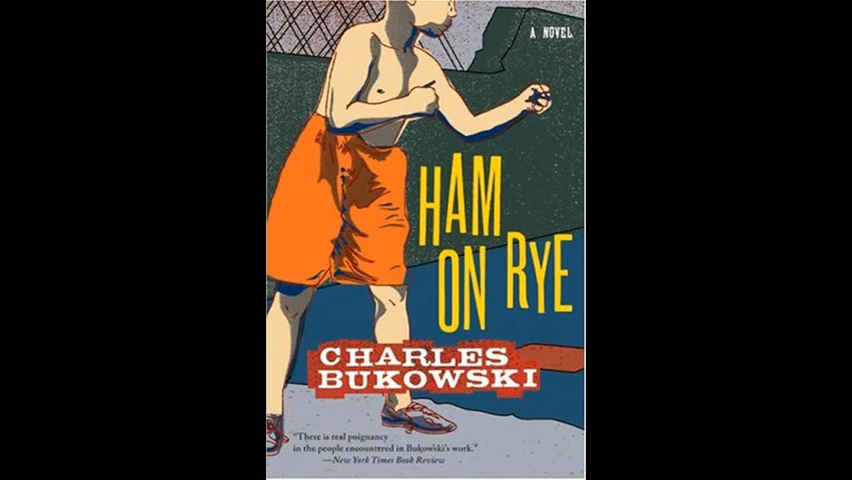 A NOVEL
HAM
ON RYE
CHARLES
BUKOWSKI
"There is real poignancy
in the people encountered in Bukowski's work."
—New York Times Book Review